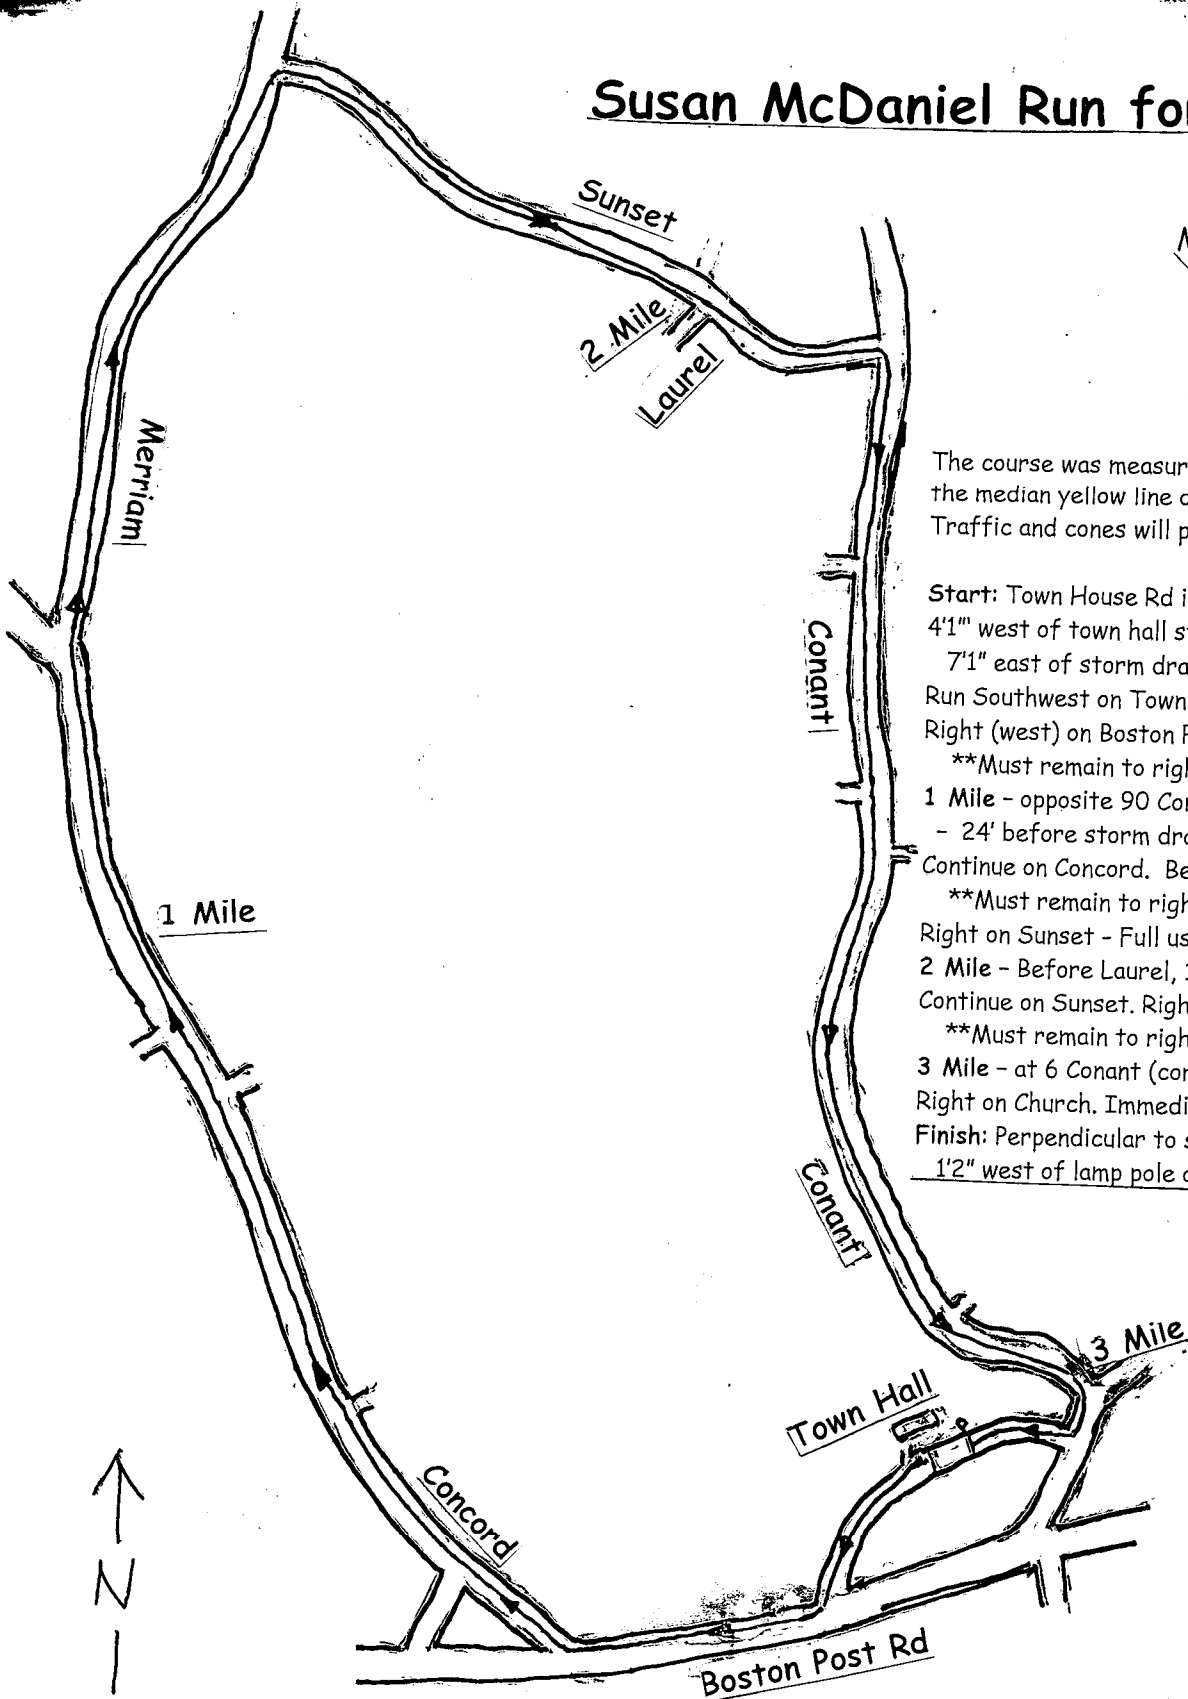 Susan McDaniel Run for
Sunset
2 Mile
Laurel
Merriam
The course was measur
the median yellow line
Traffic and cones will p
Start: Town House Rd i
4'1"' west of town hall s
7'1" east of storm dra
Run Southwest on Town
Right (west) on Boston
**Must remain to righ
Conant
1 Mile - opposite 90 Co
- 24' before storm dr
Continue on Concord. Be
**Must remain to righ
Right on Sunset - Full us
2 Mile - Before Laurel,
Continue on Sunset. Righ
**Must remain to righ
3 Mile - at 6 Conant (cor
Right on Church. Immedi
Finish: Perpendicular to s
1'2" west of lamp pole
1 Mile
Conant
3 Mile
Town Hall
Concord
N
Boston Post Rd